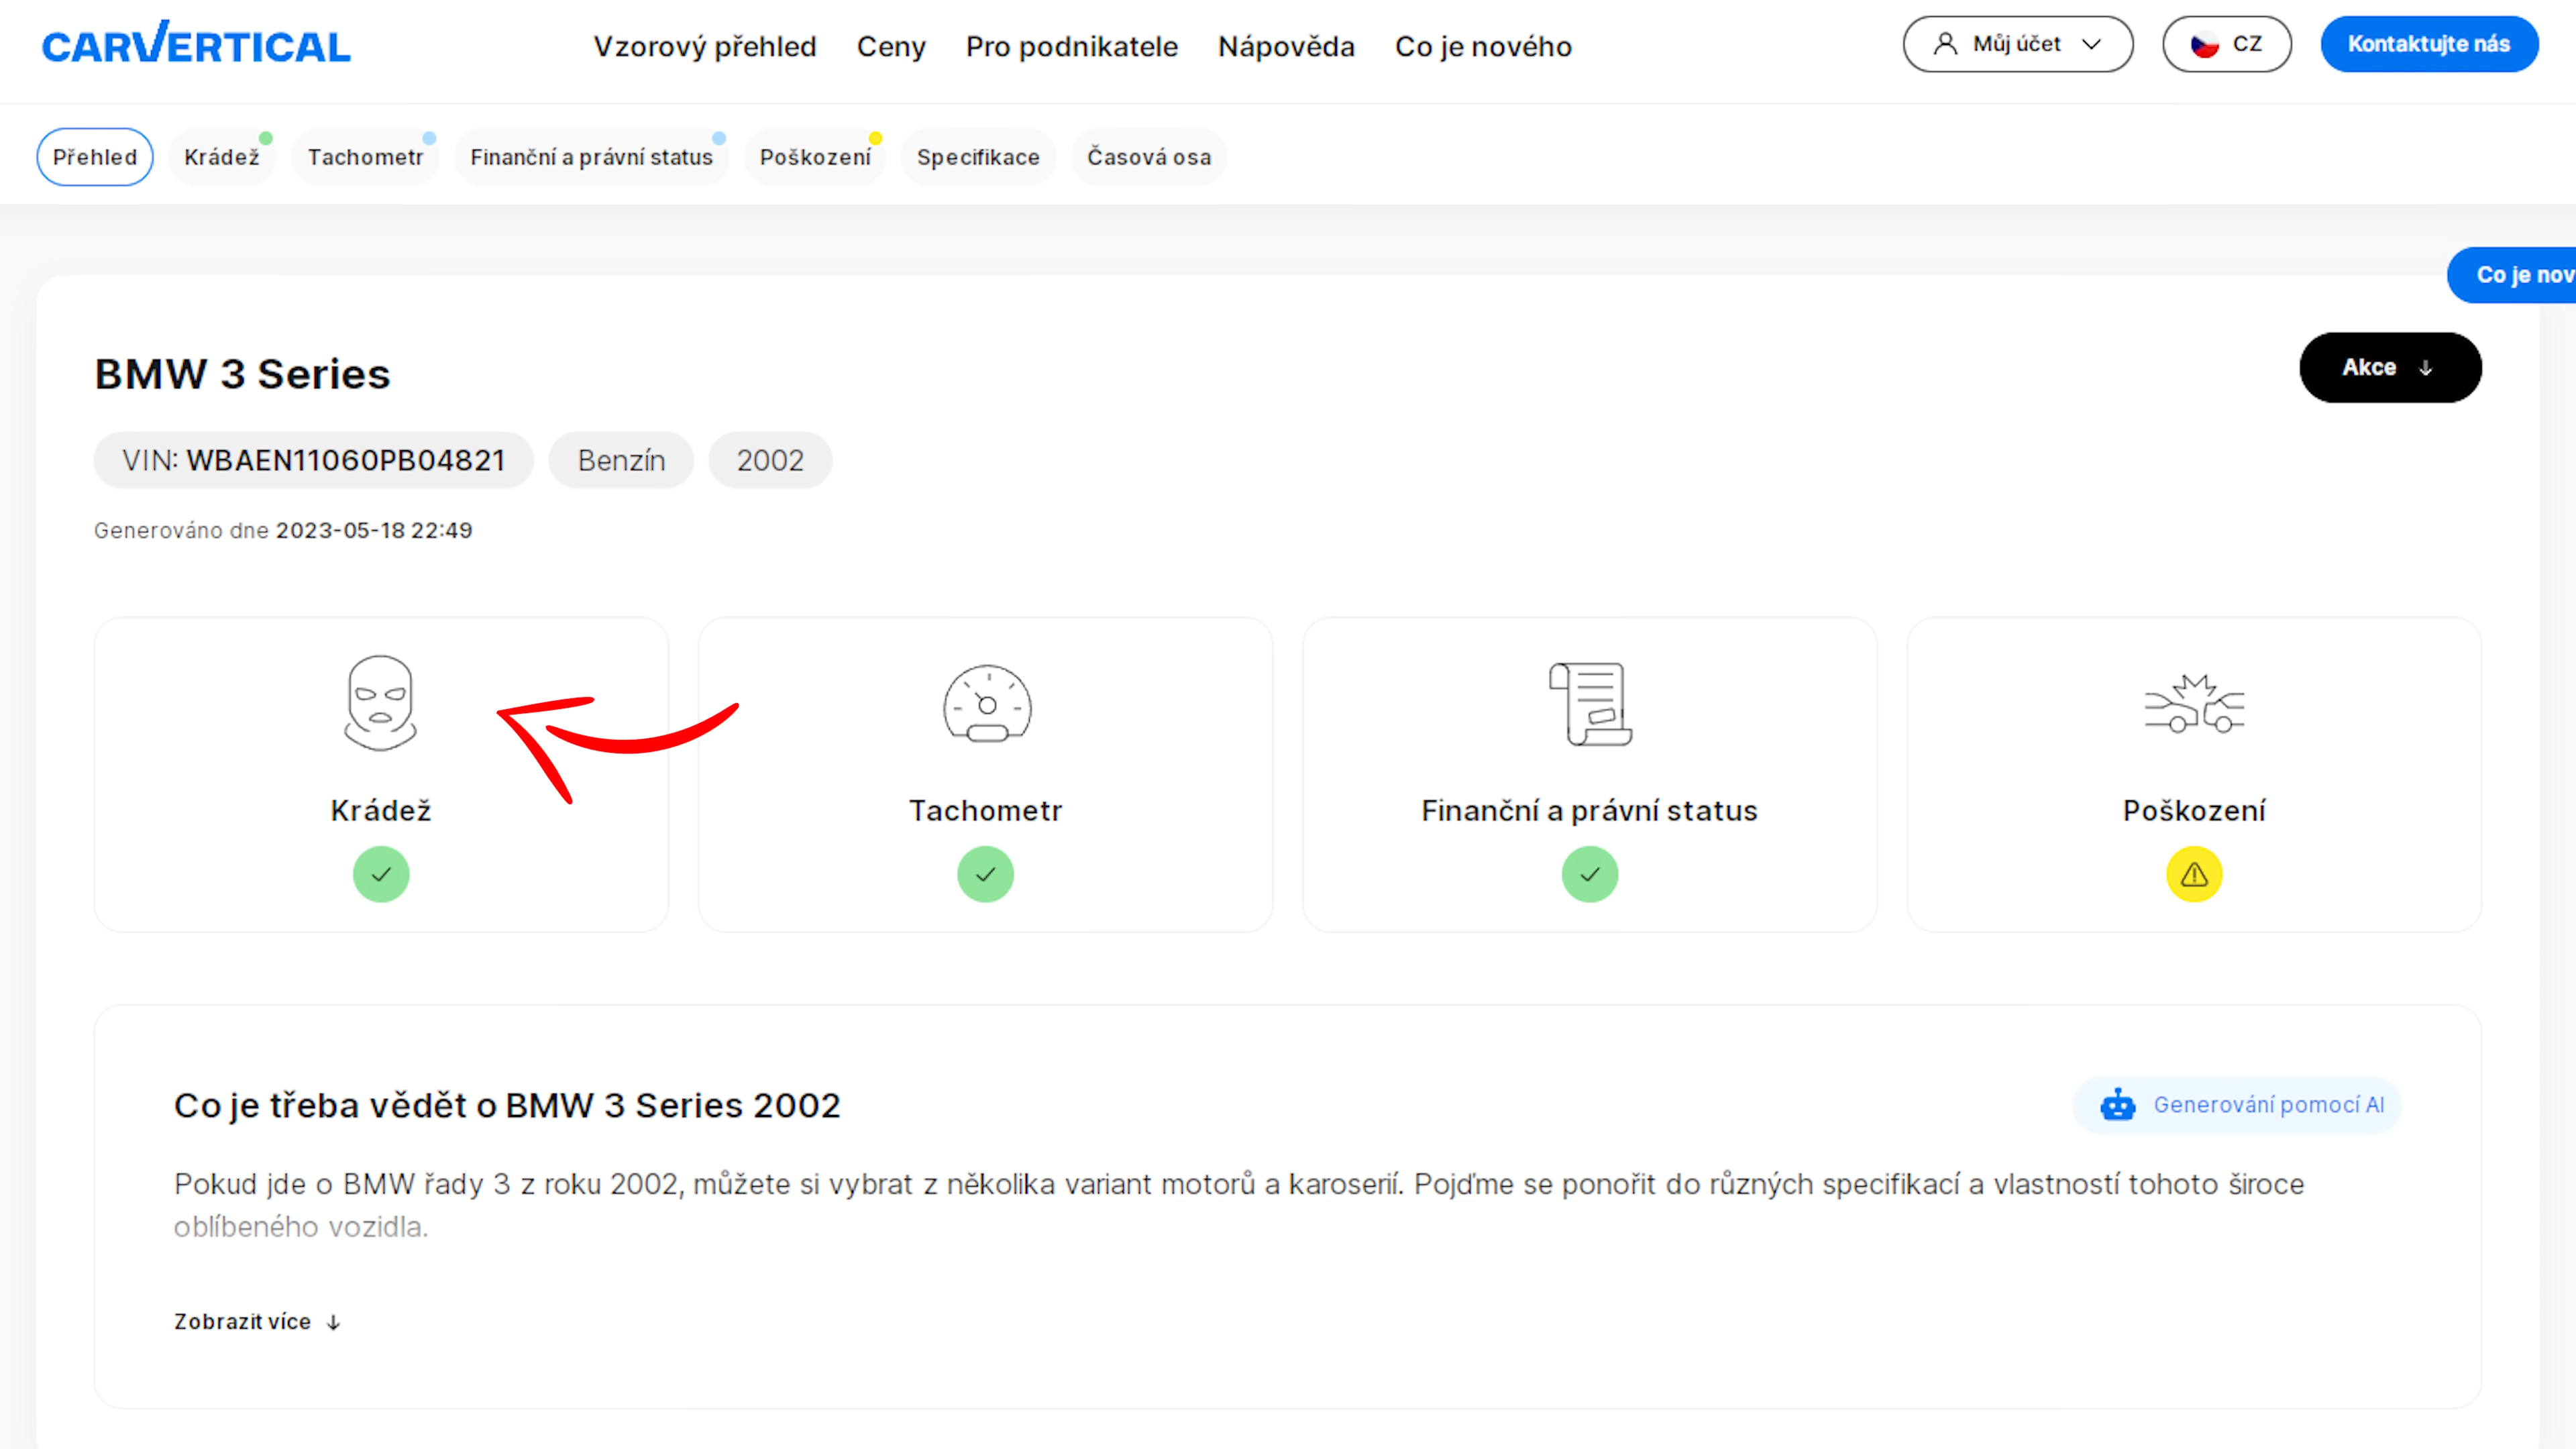 CARVERTICAL
Vzorový přehled Ceny Pro podnikatele Nápověda Co je nového
Můj účet CZ Kontaktujte nás
Přehled Krádež Tachometr Finanční a právní status Poškození Specifikace Časová osa
Co je nov
BMW 3 Series
Akce ↓
VIN: WBAEN11060PB04821 Benzín 2002
Generováno dne 2023-05-18 22:49
Krádež Tachometr Finanční a právní status Poškození
Co je třeba vědět o BMW 3 Series 2002
Generování pomocí AI
Pokud jde o BMW řady 3 z roku 2002, můžete si vybrat z několika variant motorů a karoserií. Pojďme se ponořit do různých specifikací a vlastností tohoto široce
oblíbeného vozidla.
Zobrazit více ↓